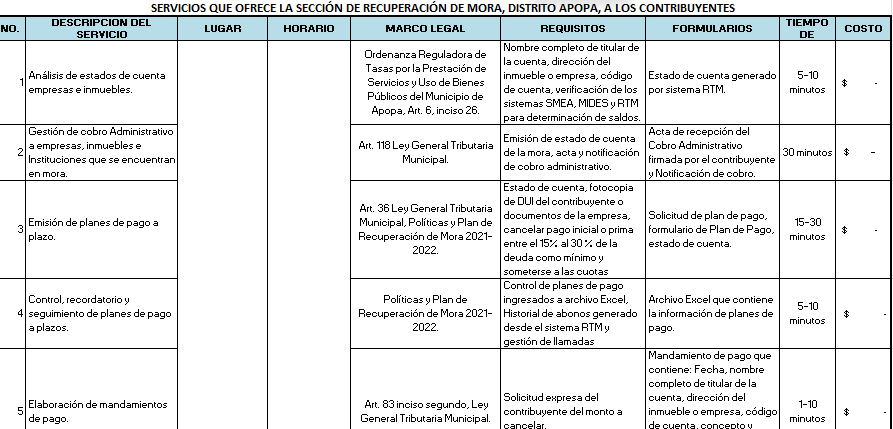 SERVICIOS QUE OFRECE LA SECCIÓN DE RECUPERACIÓN DE MORA, DISTRITO APOPA, A LOS CONTRIBUYENTES
NO.
DESCRIPCION DEL
SERVICIO
LUGAR
HORARIO
MARCO LEGAL
REQUISITOS
FORMULARIOS
TIEMPO
DE
COSTO
1
Análisis de estados de cuenta
empresas e inmuebles.
Ordenanza Reguladora de
Tasas por la Prestación de
Servicios y Uso de Bienes
Públicos del Municipio de
Apopa, Art. 6, inciso 26.
Nombre completo de titular de
la cuenta, dirección del
inmueble o empresa, código
de cuenta, verificación de los
sistemas SMEA, MIDES y RTM
para determinación de saldos.
Estado de cuenta generado
por sistema RTM.
5-10
minutos
$ -
2
Gestión de cobro Administrativo
a empresas, inmuebles e
Instituciones que se encuentran
en mora.
Art. 118 Ley General Tributaria
Municipal.
Emisión de estado de cuenta
de la mora, acta y notificación
de cobro administrativo.
Acta de recepción del
Cobro Administrativo
firmada por el contribuyente
y Notificación de cobro.
30 minutos
$ -
3
Emisión de planes de pago a
plazo.
Art. 36 Ley General Tributaria
Municipal, Políticas y Plan de
Recuperación de Mora 2021-
2022.
Estado de cuenta, fotocopia
de DUI del contribuyente o
documentos de la empresa,
cancelar pago inicial o prima
entre el 15% al 30 % de la
deuda como mínimo y
someterse a las cuotas
Solicitud de plan de pago,
formulario de Plan de Pago,
estado de cuenta.
15-30
minutos
$ -
4
Control, recordatorio y
seguimiento de planes de pago
a plazos.
Políticas y Plan de
Recuperación de Mora 2021-
2022.
Control de planes de pago
ingresados a archivo Excel,
Historial de abonos generado
desde el sistema RTM y
gestión de llamadas
Archivo Excel que contiene
la información de planes de
pago.
5-10
minutos
$ -
5
Elaboración de mandamientos
de pago.
Art. 83 inciso segundo, Ley
General Tributaria Municipal.
Solicitud expresa del
contribuyente del monto a
cancelar.
Mandamiento de pago que
contiene: Fecha, nombre
completo de titular de la
cuenta, dirección del
inmueble o empresa, código
de cuenta, concepto y
1-10
minutos
$ -